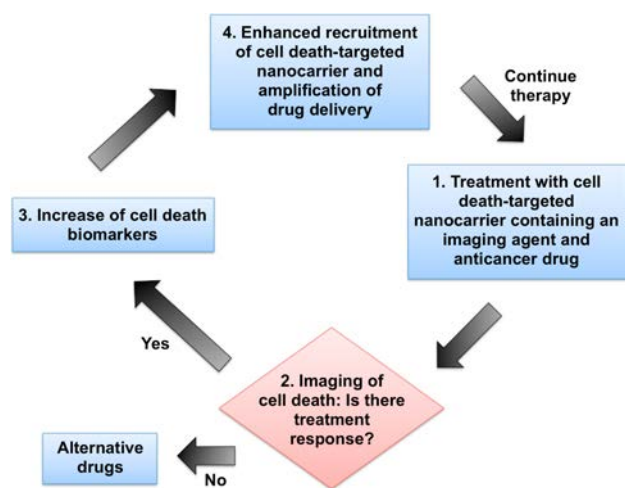 4. Enhanced recruitment
of cell death-targeted
nanocarrier and
amplification of
drug delivery
Continue
therapy
1. Treatment with cell
death-targeted
nanocarrier containing an
imaging agent and
anticancer drug
2. Imaging of
cell death: Is there
treatment
response?
Yes
3. Increase of cell death
biomarkers
No
Alternative
drugs